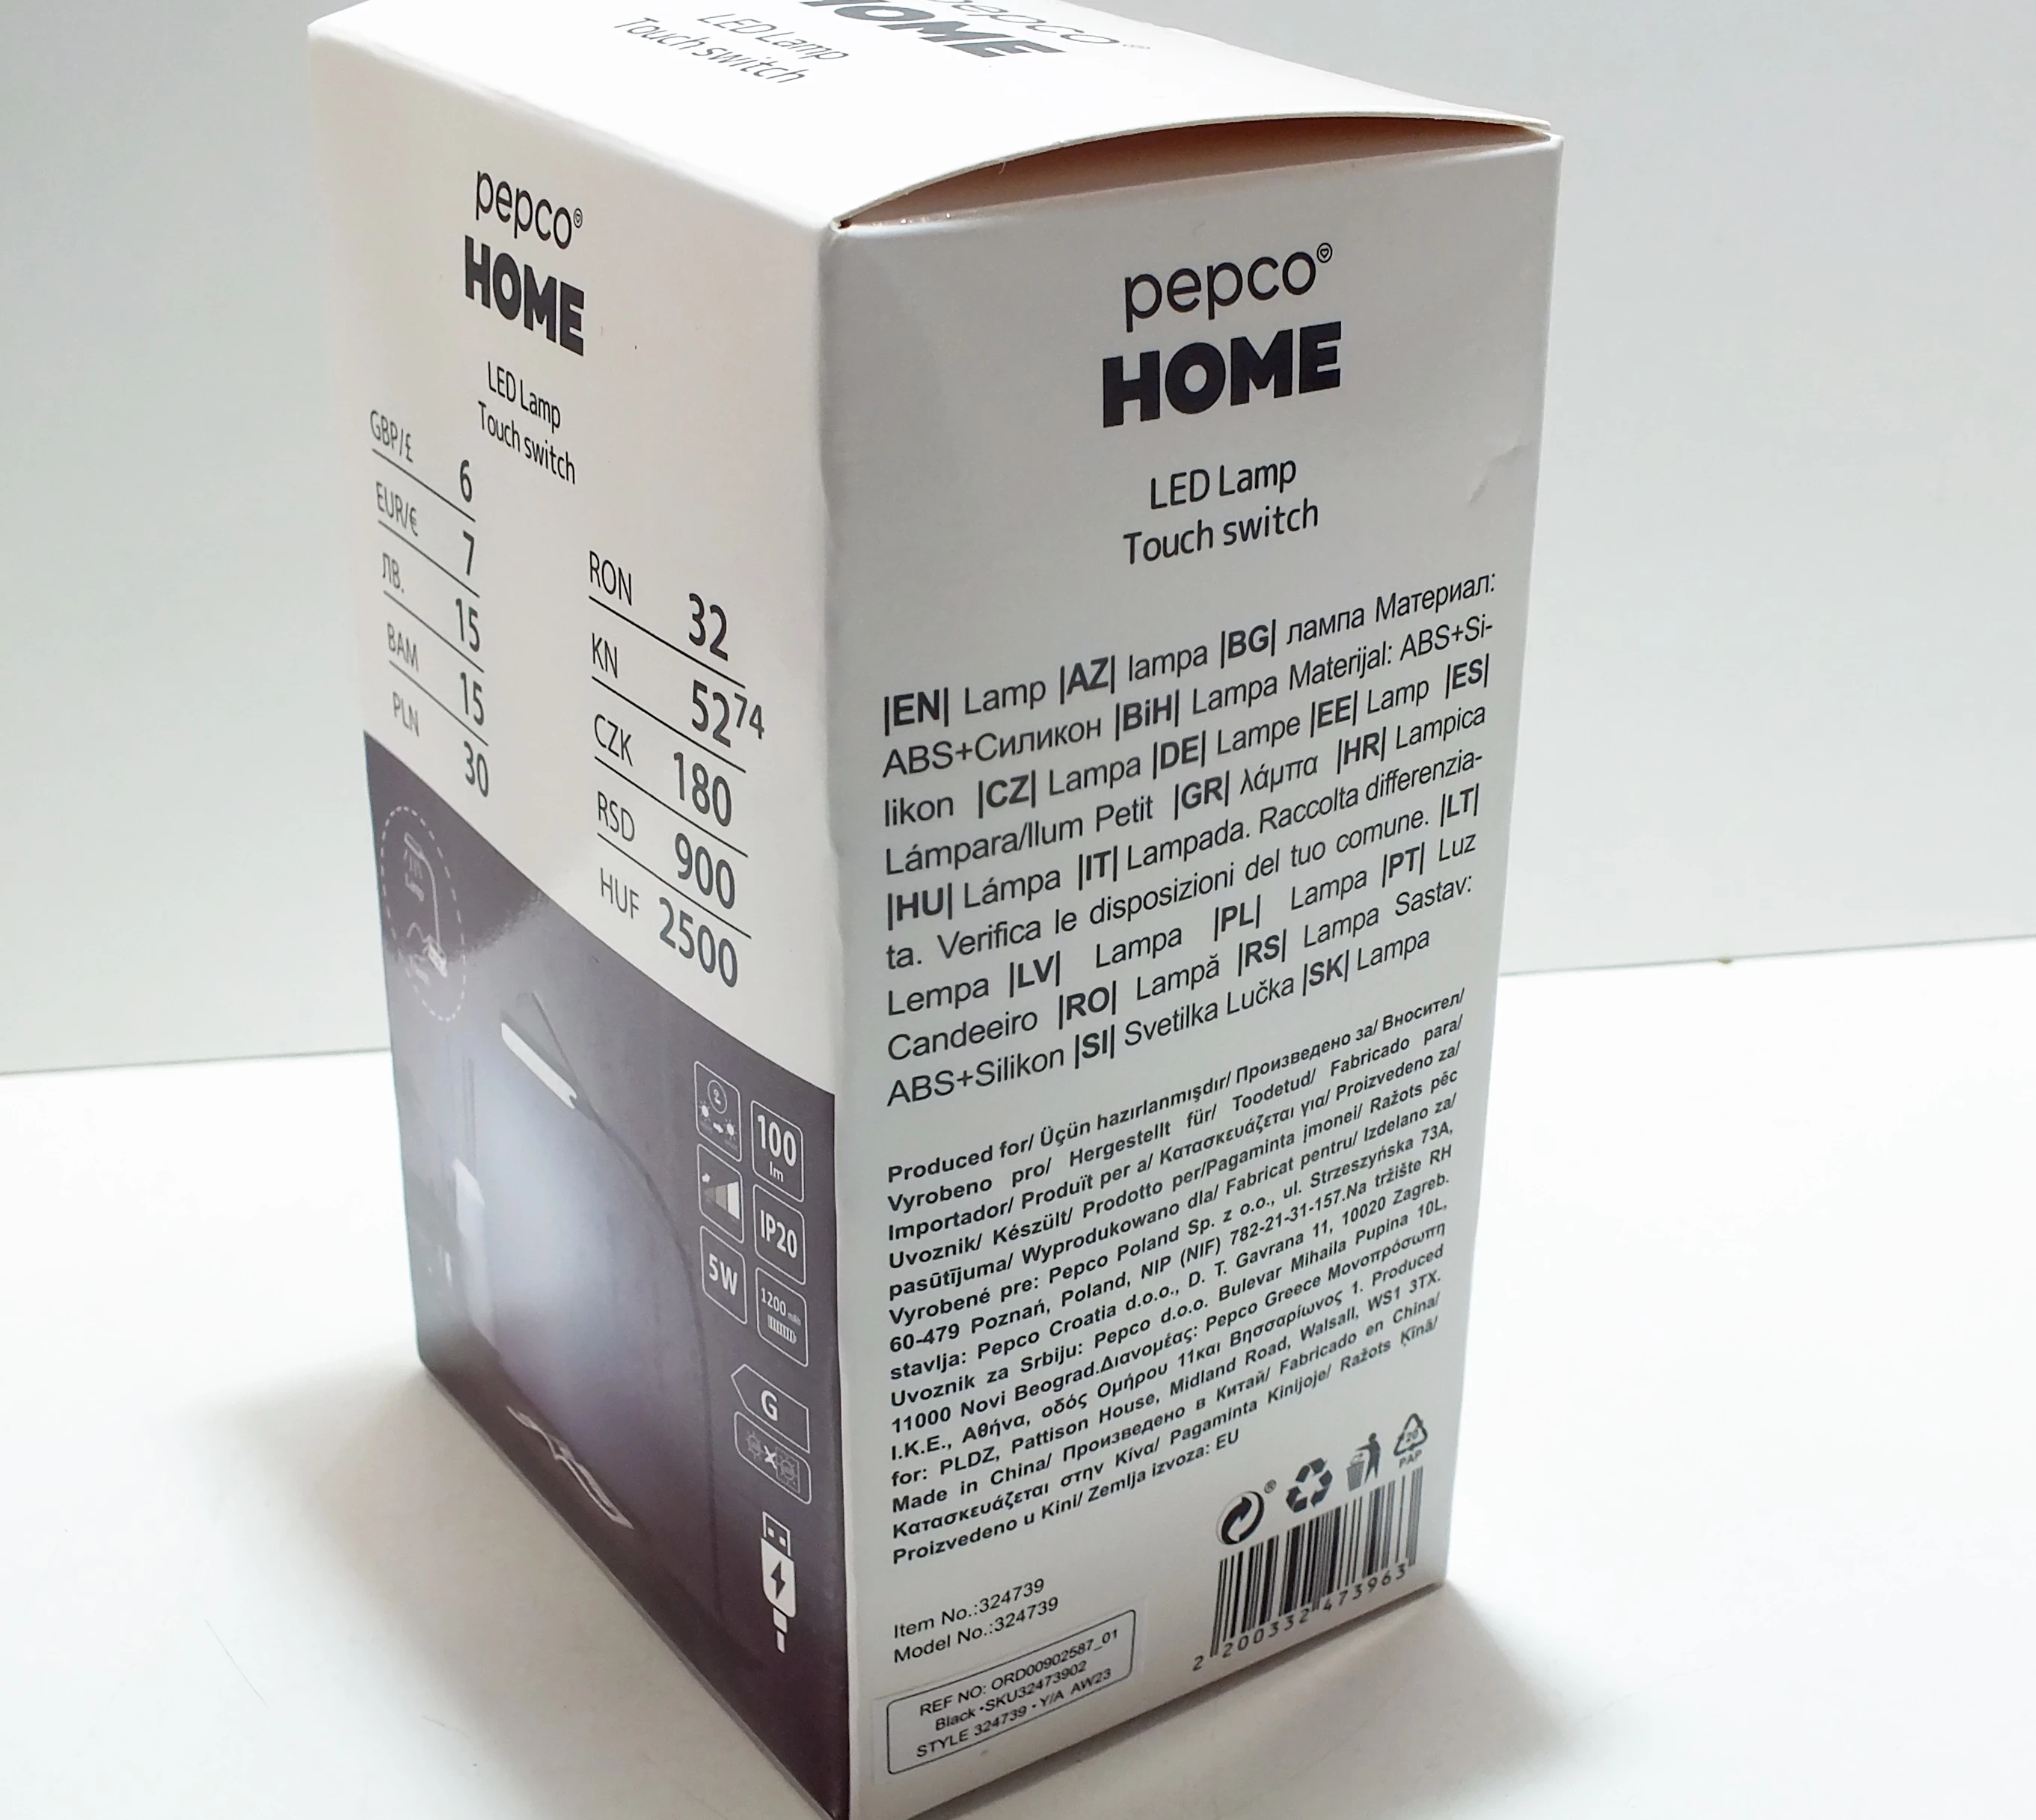 pepco
HOME
LED Lamp
Touch switch
pepco
HOME
LED Lamp
Touch switch
GBP/£ 6
EUR/€ 7
ЛВ. 15
BAM 15
PLN 30
RON 32
KN 52 74
CZK 180
RSD 900
HUF 2500
2
100
lm
IP20
5W
1200 mAh
G
pepco
HOME
LED Lamp
Touch switch
|EN| Lamp |AZ| lampa |BG| лампа Материал:
ABS+Силикон |BiH| Lampa Materijal: ABS+Si-
likon |CZ| Lampa |DE| Lampe |EE| Lamp |ES|
Lámpara/Ilum Petit |GR| λάμπα |HR| Lampica
|HU| Lámpa |IT| Lampada. Raccolta differenzia-
ta. Verifica le disposizioni del tuo comune. |LT|
Lempa |LV| Lampa |PL| Lampa |PT| Luz
Candeeiro |RO| Lampă |RS| Lampa Sastav:
ABS+Silikon |SI| Svetilka Lučka |SK| Lampa
Produced for/ Üçün hazırlanmışdır/ Произведено за/ Вносител/
Vyrobeno pro/ Hergestellt für/ Toodetud/ Fabricado para/
Importador/ Produït per a/ Κατασκευάζεται για/ Proizvedeno za/
Uvoznik/ Készült/ Prodotto per/Pagaminta įmonei/ Ražots pēc
pasūtījuma/ Wyprodukowano dla/ Fabricat pentru/ Izdelano za/
Vyrobené pre: Pepco Poland Sp. z o.o., ul. Strzeszyńska 73A,
60-479 Poznań, Poland, NIP (NIF) 782-21-31-157.Na tržište RH
stavlja: Pepco Croatia d.o.o., D. T. Gavrana 11, 10020 Zagreb.
Uvoznik za Srbiju: Pepco d.o.o. Bulevar Mihaila Pupina 10L,
11000 Novi Beograd.Διανομέας: Pepco Greece Μονοπρόσωπη
Ι.Κ.Ε., Αθήνα, οδός Ομήρου 11και Βησσαρίωνος 1. Produced
for: PLDZ, Pattison House, Midland Road, Walsall, WS1 3TX.
Made in China/ Произведено в Китай/ Fabricado en China/
Κατασκευάζεται στην Κίνα/ Pagaminta Kinijoje/ Ražots Ķīnā/
Proizvedeno u Kini/ Zemlja izvoza: EU
20
PAP
Item No.:324739
Model No.:324739
2 200332 473963
REF NO: ORD00902587_01
Black •SKU32473902
STYLE 324739 • Y/A AW23